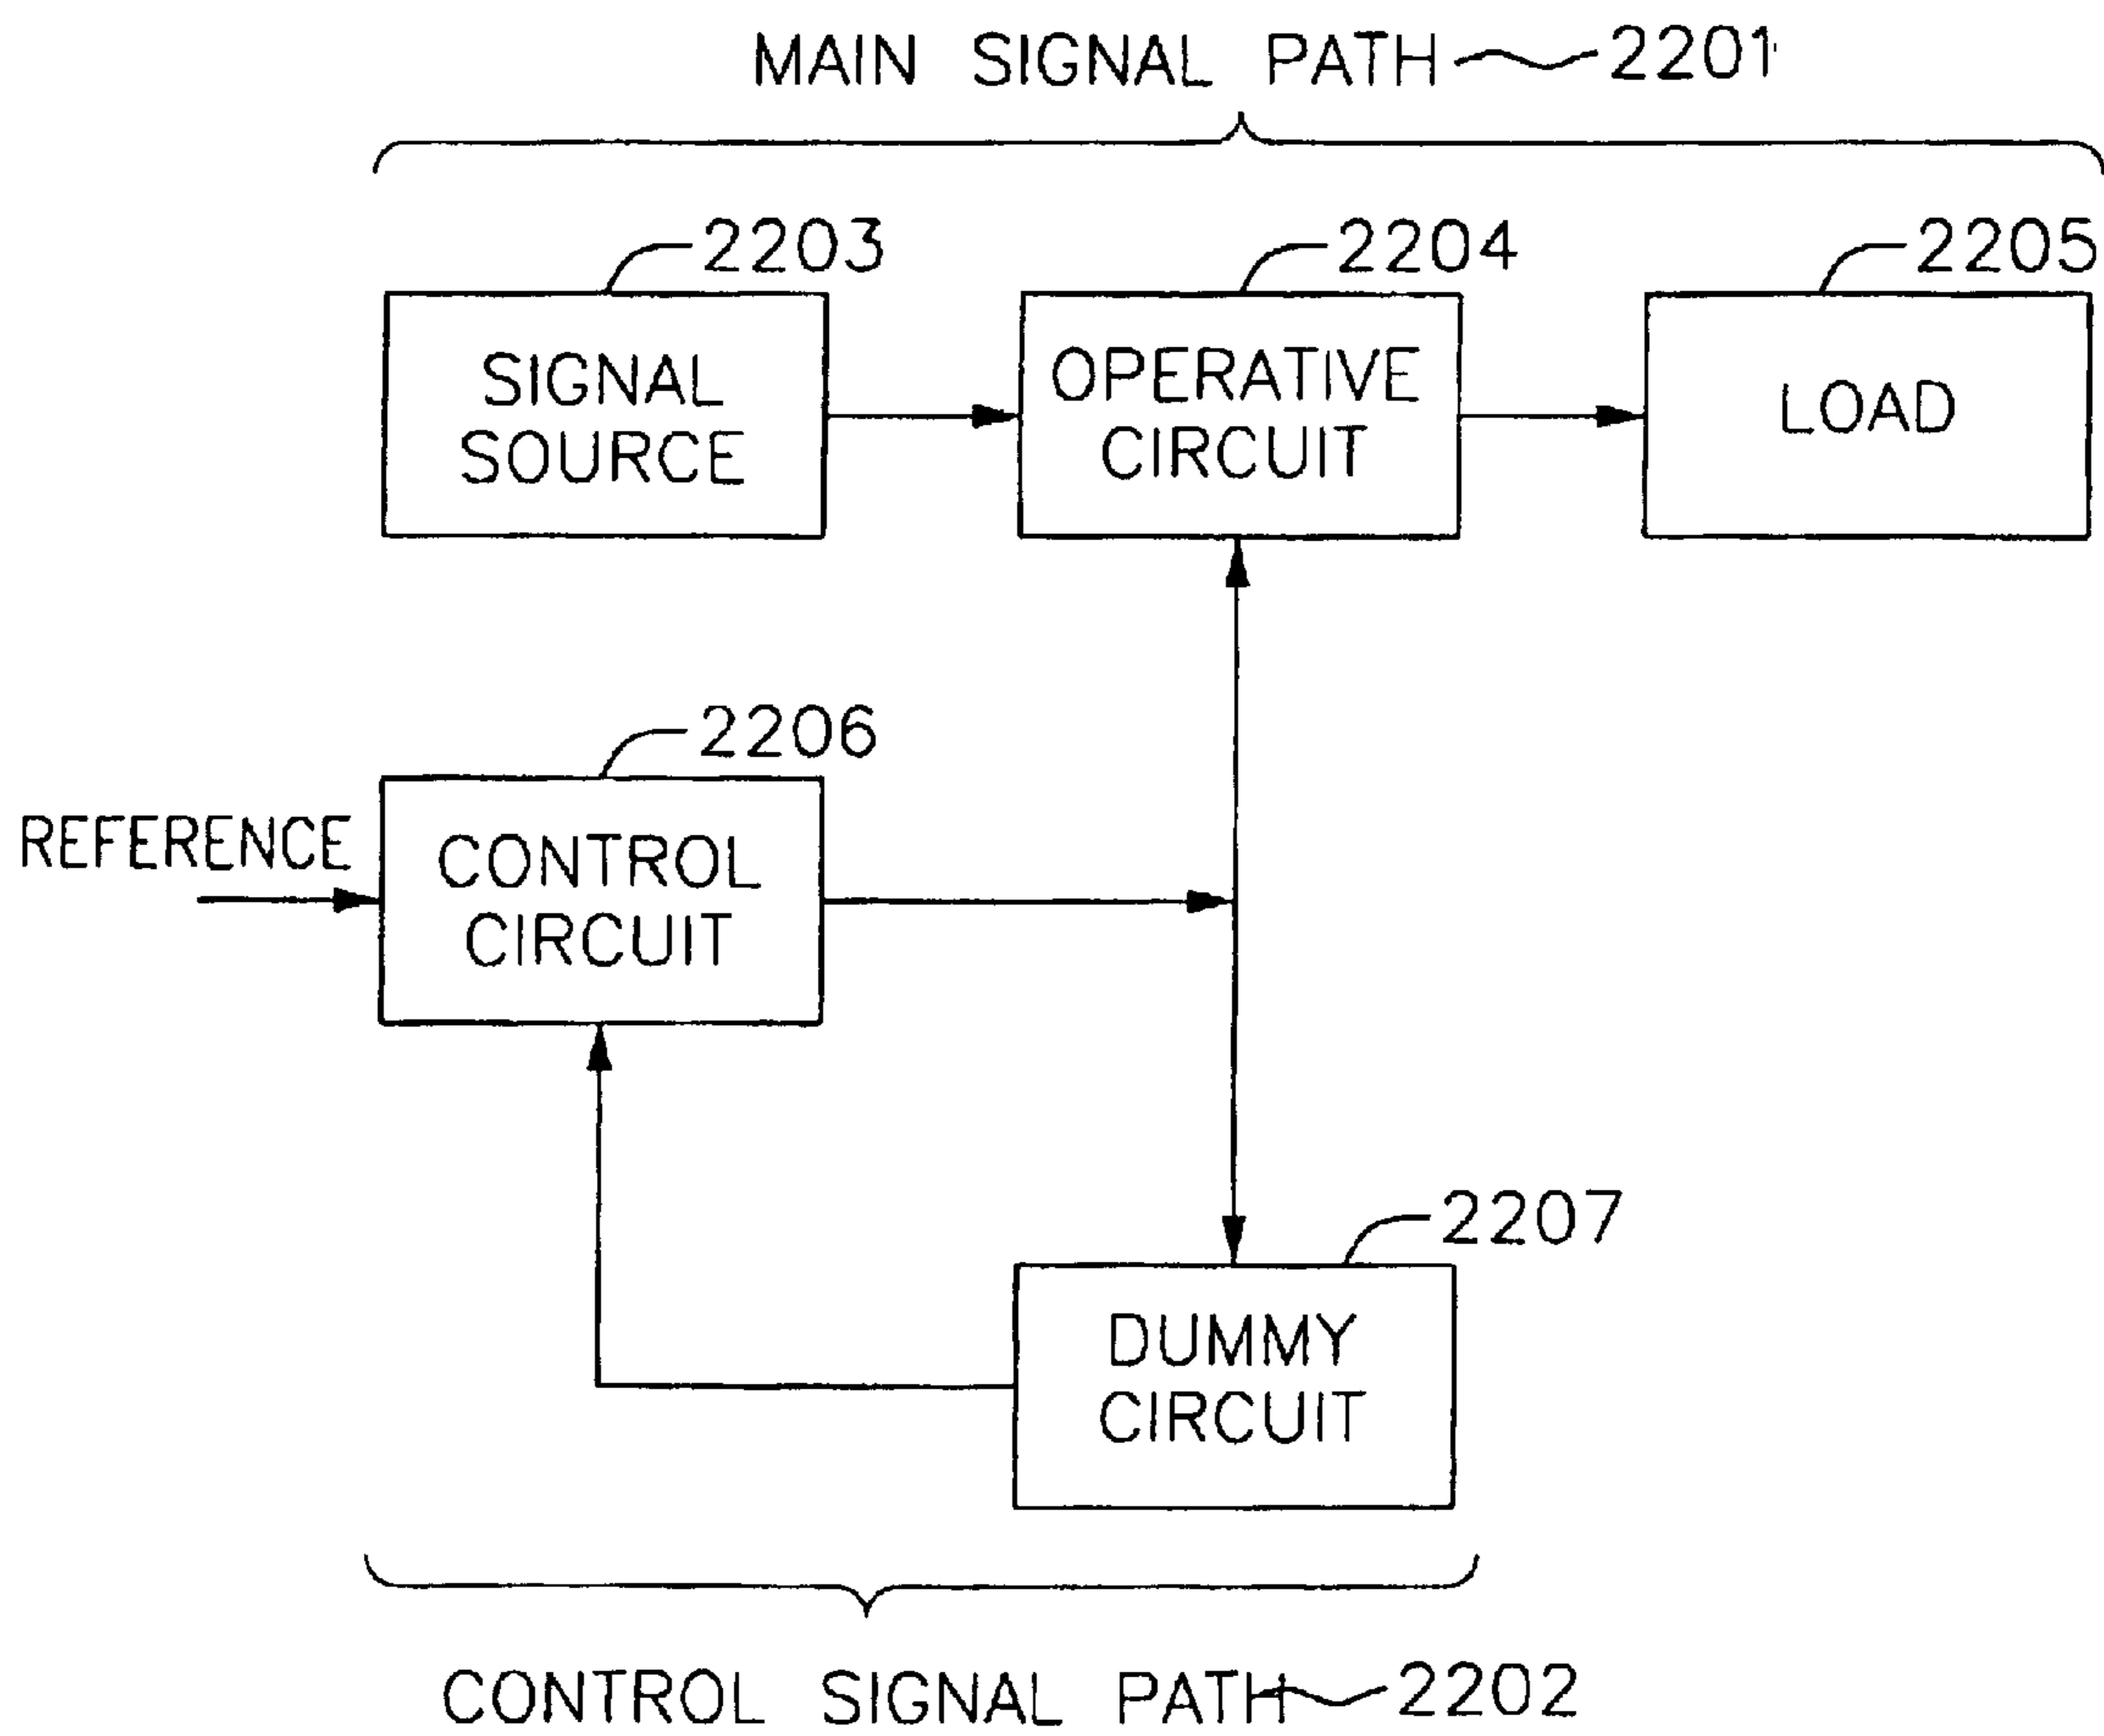 MAIN SIGNAL PATH 2201
2203
2204
2205
SIGNAL
SOURCE
OPERATIVE
CIRCUIT
LOAD
2206
REFERENCE
CONTROL
CIRCUIT
2207
DUMMY
CIRCUIT
CONTROL SIGNAL PATH 2202